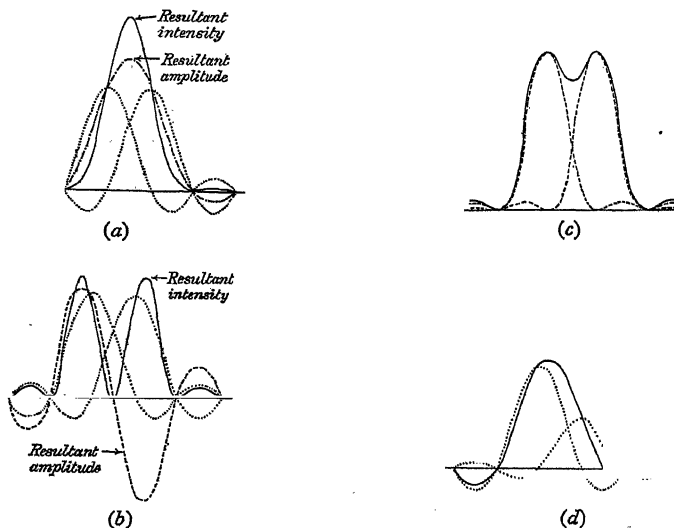 Resultant
intensity
Resultant
amplitude
(a)
(c)
Resultant
intensity
Resultant
amplitude
(b)
(d)